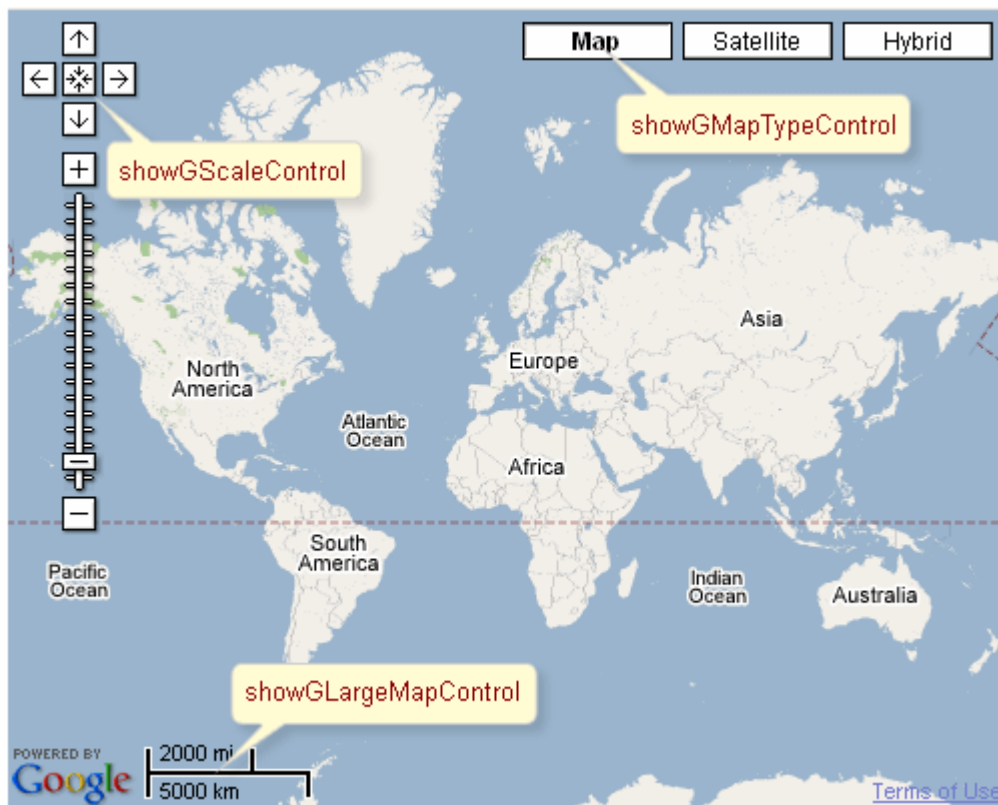 Map
Satellite
Hybrid
showGMapTypeControl
showGScaleControl
+
North
America
Europe
Asia
Atlantic
Ocean
Africa
−
South
America
Pacific
Ocean
Indian
Ocean
Australia
showGLargeMapControl
POWERED BY
Google
2000 mi
5000 km
Terms of Use